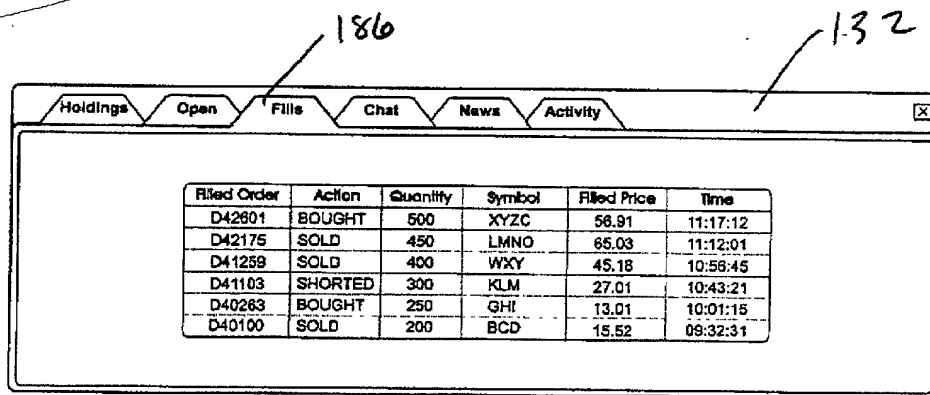 186
132
Holdings Open Fills Chat News Activity
Filled Order Action Quantity Symbol Filled Price Time
D42601 BOUGHT 500 XYZC 56.91 11:17:12
D42175 SOLD 450 LMNO 65.03 11:12:01
D41259 SOLD 400 WXY 45.18 10:56:45
D41103 SHORTED 300 KLM 27.01 10:43:21
D40263 BOUGHT 250 GHI 13.01 10:01:15
D40100 SOLD 200 BCD 15.52 09:32:31